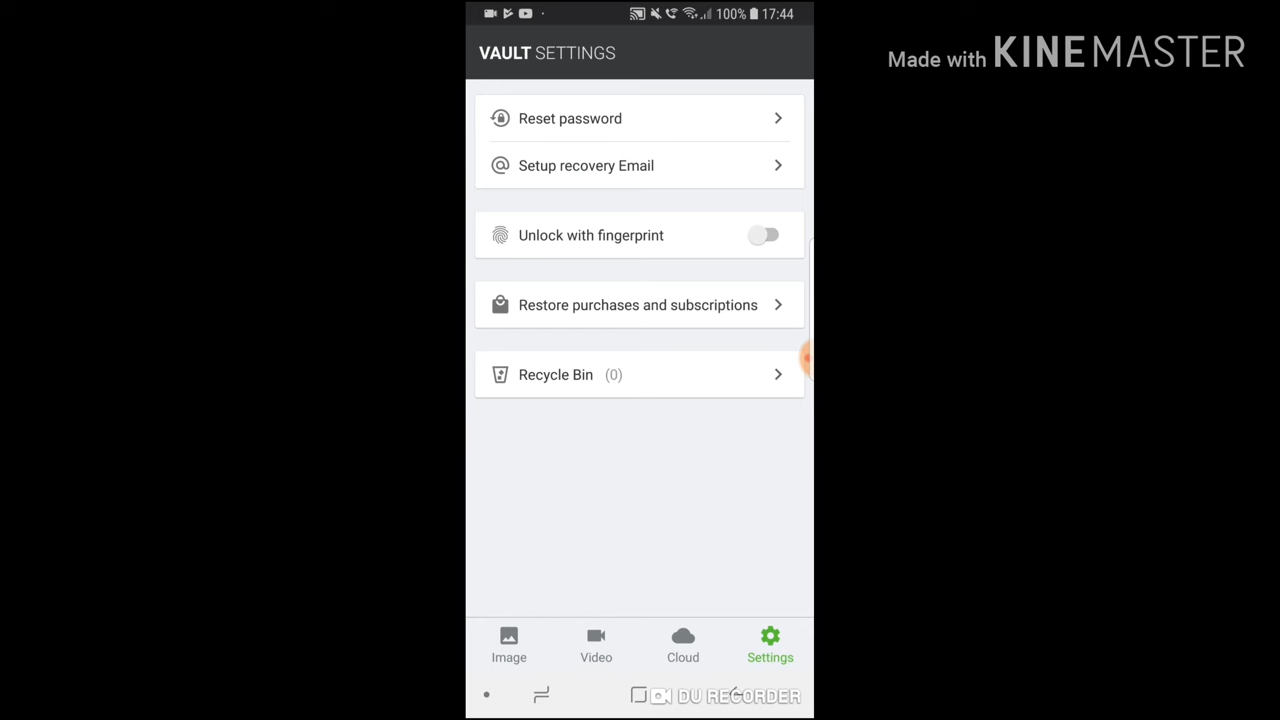 100% 17:44
Made with KINEMASTER
VAULT SETTINGS
Reset password
Setup recovery Email
Unlock with fingerprint
Restore purchases and subscriptions
Recycle Bin (0)
Image Video Cloud Settings
DU RECORDER